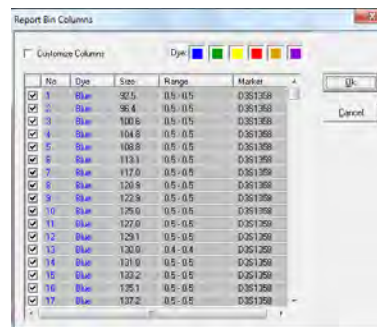 Report Bin Columns
Customize Columns Dye:
No Dye Size Range Marker
1 Blue 92.5 0.5 - 0.5 D3S1358
2 Blue 96.4 0.5 - 0.5 D3S1358
3 Blue 100.6 0.5 - 0.5 D3S1358
4 Blue 104.8 0.5 - 0.5 D3S1358
5 Blue 108.8 0.5 - 0.5 D3S1358
6 Blue 113.1 0.5 - 0.5 D3S1358
7 Blue 117.0 0.5 - 0.5 D3S1358
8 Blue 120.9 0.5 - 0.5 D3S1358
9 Blue 122.9 0.5 - 0.5 D3S1358
10 Blue 125.0 0.5 - 0.5 D3S1358
11 Blue 127.0 0.5 - 0.5 D3S1358
12 Blue 129.1 0.5 - 0.5 D3S1358
13 Blue 130.0 0.4 - 0.4 D3S1358
14 Blue 131.0 0.5 - 0.5 D3S1358
15 Blue 133.2 0.5 - 0.5 D3S1358
16 Blue 135.1 0.5 - 0.5 D3S1358
17 Blue 137.2 0.5 - 0.5 D3S1358
Ok
Cancel